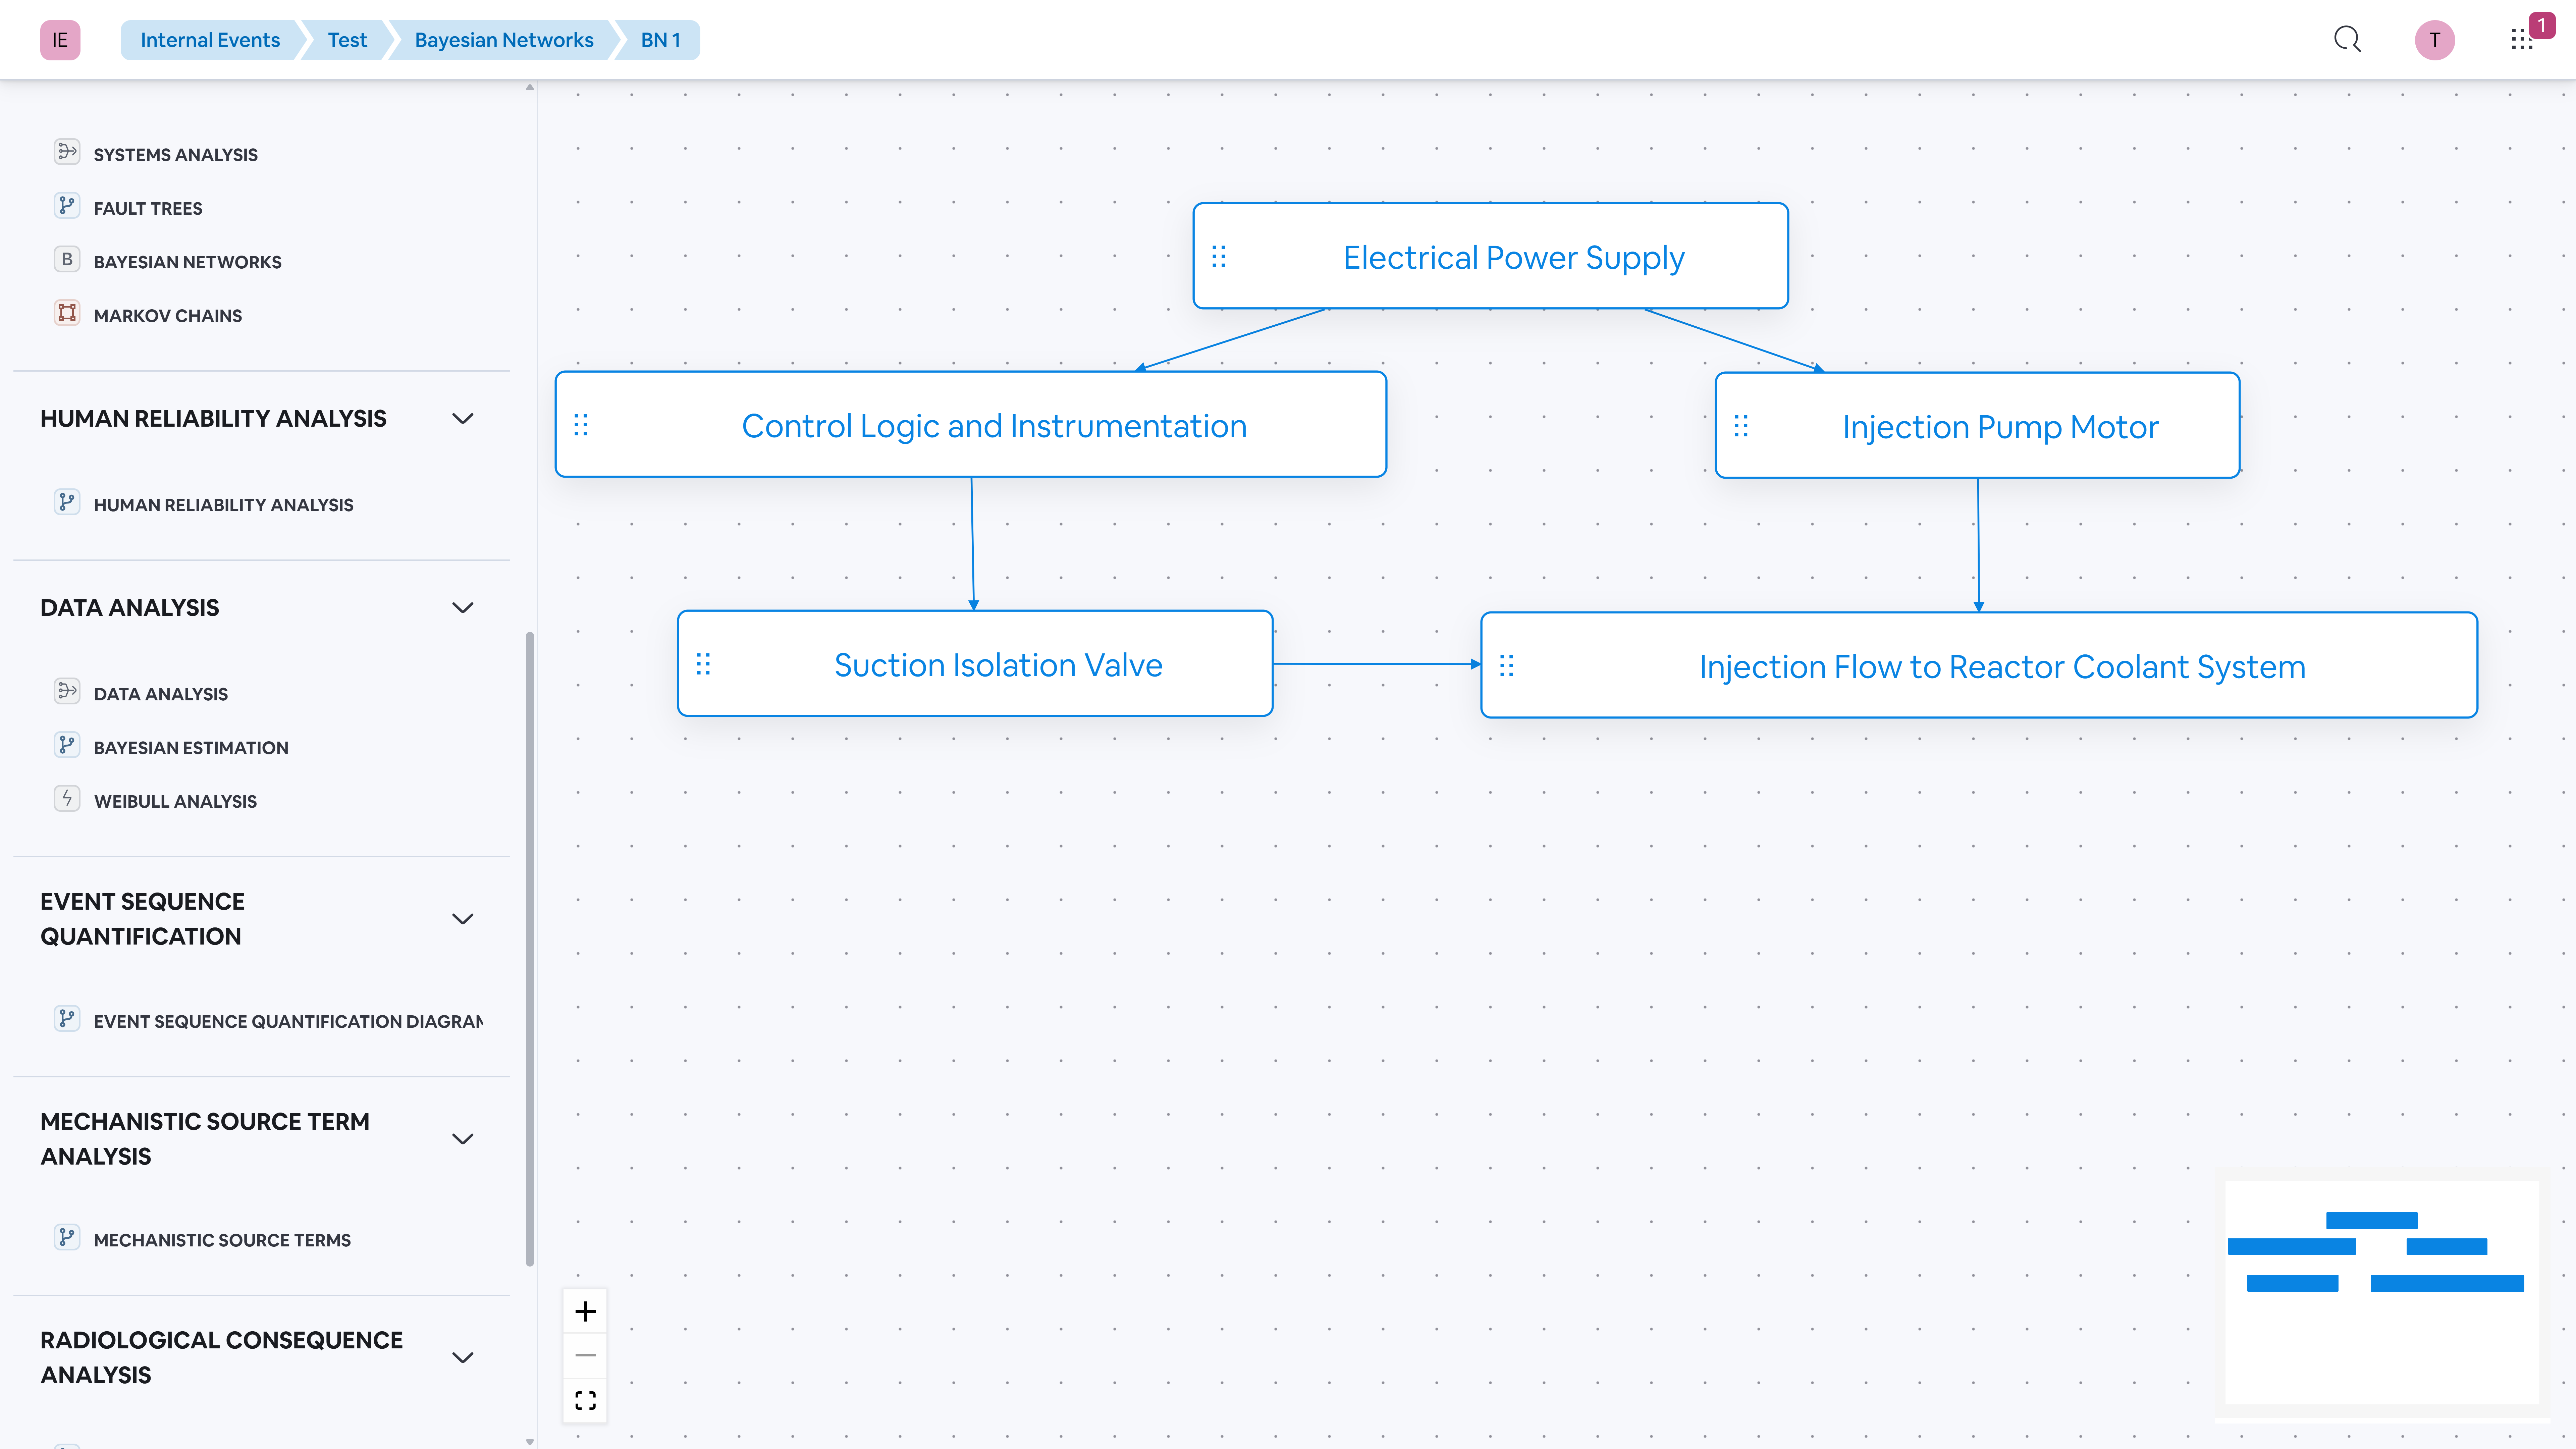 IE
Internal Events
Test
Bayesian Networks
BN 1
T
1
SYSTEMS ANALYSIS
FAULT TREES
B
BAYESIAN NETWORKS
MARKOV CHAINS
HUMAN RELIABILITY ANALYSIS
HUMAN RELIABILITY ANALYSIS
DATA ANALYSIS
DATA ANALYSIS
BAYESIAN ESTIMATION
WEIBULL ANALYSIS
EVENT SEQUENCE
QUANTIFICATION
EVENT SEQUENCE QUANTIFICATION DIAGRAM
MECHANISTIC SOURCE TERM
ANALYSIS
MECHANISTIC SOURCE TERMS
RADIOLOGICAL CONSEQUENCE
ANALYSIS
Electrical Power Supply
Control Logic and Instrumentation
Injection Pump Motor
Suction Isolation Valve
Injection Flow to Reactor Coolant System